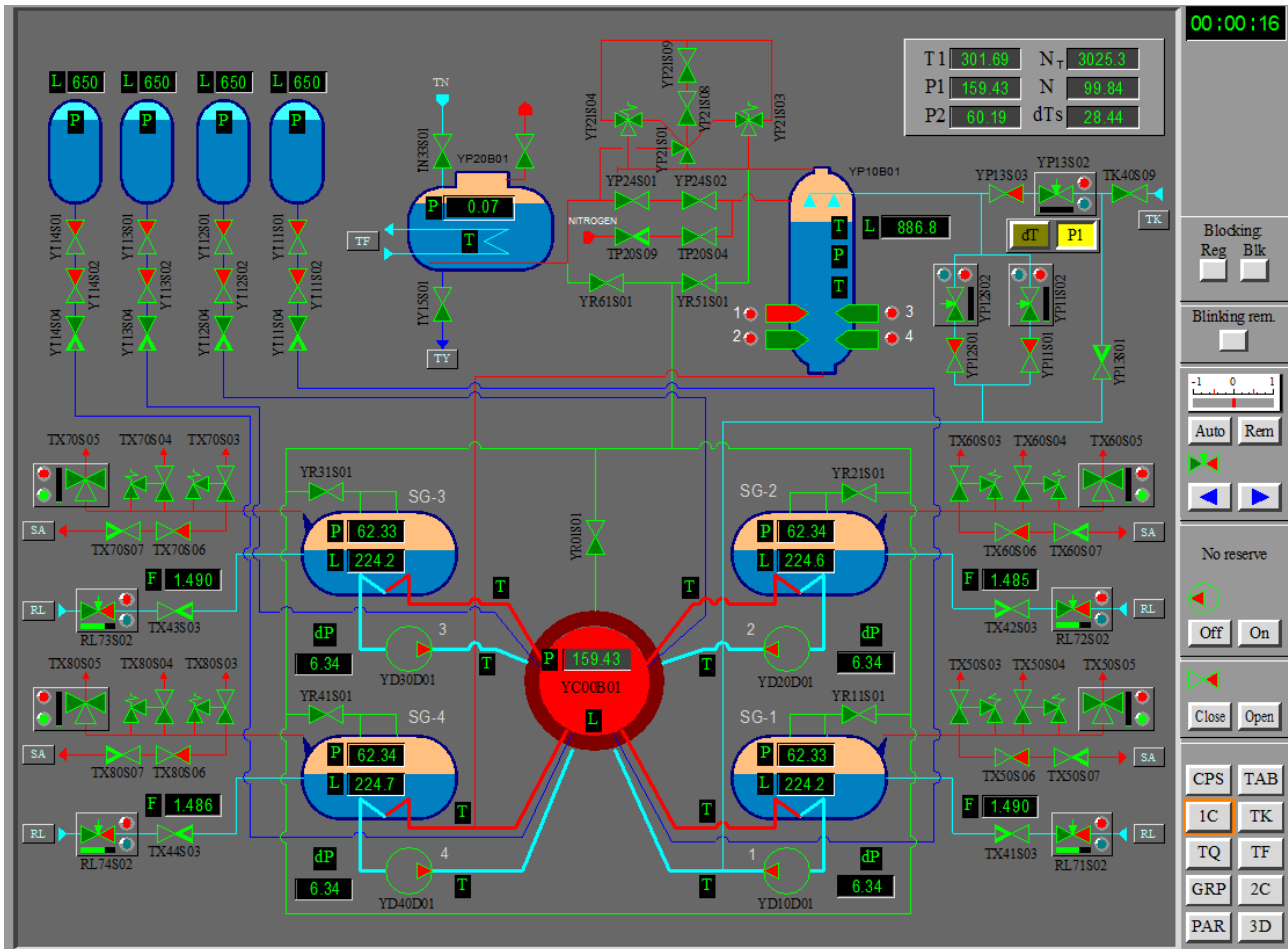 00:00:16
T1 301.69 NT 3025.3
P1 159.43 N 99.84
P2 60.19 dTs 28.44
L 650 L 650 L 650 L 650
P P P P
TN
TN33S01
YP20B01
P 0.07
T
TF
TY15S01
TY
YP21S09
YP21S08
YP21S04
YP21S03
YP21S01
YP24S01 YP24S02
NITROGEN
TP20S09 TP20S04
YR61S01 YR51S01
YP10B01
T
P
T
L 886.8
1 3
2 4
YP13S03 YP13S02 TK40S09
TK
dT P1
YP12S02 YP11S02
YP12S01 YP11S01 YP13S01
YT14S01 YT13S01 YT12S01 YT11S01
YT14S02 YT13S02 YT12S02 YT11S02
YT14S04 YT13S04 YT12S04 YT11S04
Blocking:
Reg Blk
Blinking rem.
-1 0 1
Auto Rem
No reserve
Off On
Close Open
CPS TAB
1C TK
TQ TF
GRP 2C
PAR 3D
TX70S05 TX70S04 TX70S03
YR31S01 SG-3
SA
TX70S07 TX70S06
P 62.33
L 224.2
F 1.490
RL
RL73S02 TX43S03
T
dP
6.34
3
YD30D01
T
YR01S01
TX60S03 TX60S04 TX60S05
SG-2 YR21S01
TX60S06 TX60S07
SA
P 62.34
L 224.6
F 1.485
RL
TX42S03 RL72S02
T
dP
6.34
2
YD20D01
T
P 159.43
YC00B01
L
TX80S05 TX80S04 TX80S03
YR41S01 SG-4
SA
TX80S07 TX80S06
P 62.34
L 224.7
F 1.486
RL
RL74S02 TX44S03
T
dP
6.34
4
YD40D01
T
TX50S03 TX50S04 TX50S05
SG-1 YR11S01
TX50S06 TX50S07
SA
P 62.33
L 224.2
F 1.490
RL
TX41S03 RL71S02
T
dP
6.34
1
YD10D01
T